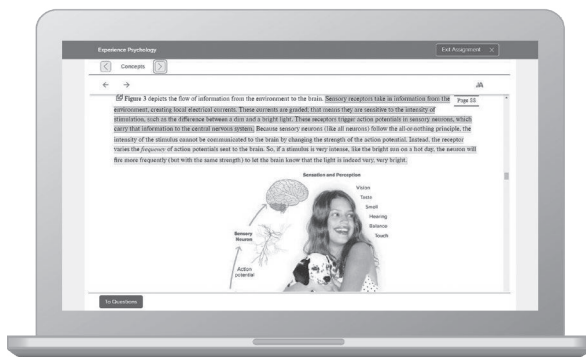 Experience Psychology
Exit Assignment X
Concepts
Figure 3 depicts the flow of information from the environment to the brain. Sensory receptors take in information from the
Page 55
environment, creating local electrical currents. These currents are graded; that means they are sensitive to the intensity of
stimulation, such as the difference between a dim and a bright light. These receptors trigger action potentials in sensory neurons, which
carry that information to the central nervous system. Because sensory neurons (like all neurons) follow the all-or-nothing principle, the
intensity of the stimulus cannot be communicated to the brain by changing the strength of the action potential. Instead, the receptor
varies the frequency of action potentials sent to the brain. So, if a stimulus is very intense, like the bright sun on a hot day, the neuron will
fire more frequently (but with the same strength) to let the brain know that the light is indeed very, very bright.
Sensation and Perception
Vision
Taste
Smell
Hearing
Balance
Touch
Sensory
Neuron
Action
potential
To Questions